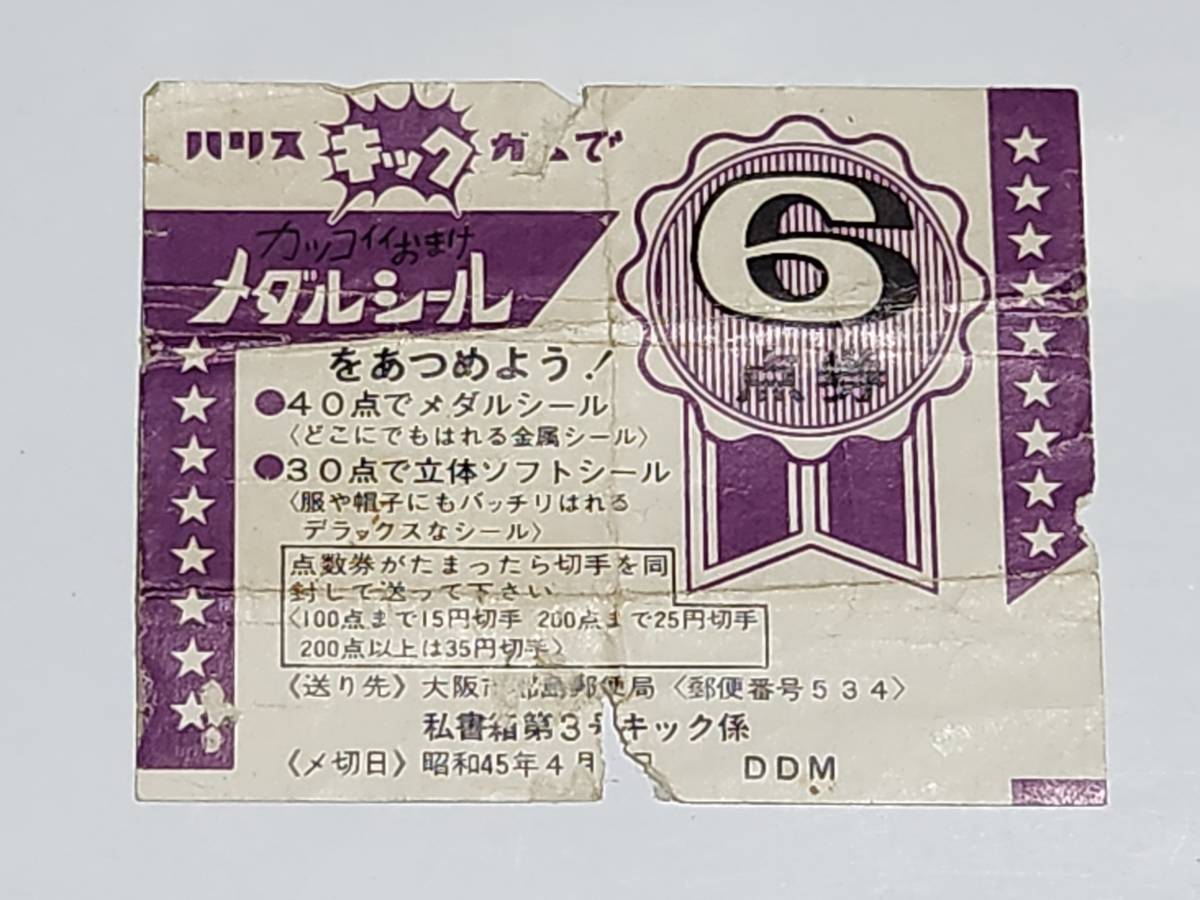 ハリス キック ガムで
カッコイイおまけ
メダルシール
をあつめよう!
●40点でメダルシール
〈どこにでもはれる金属シール〉
●30点で立体ソフトシール
〈服や帽子にもバッチリはれる
デラックスなシール〉
点数券がたまったら切手を同
封して送って下さい
〈100点まで15円切手 200点まで25円切手
200点以上は35円切手〉
〈送り先〉大阪市 島郵便局〈郵便番号534〉
私書箱第3号キック係
〈〆切日〉昭和45年4月 日
DDM
6
点券